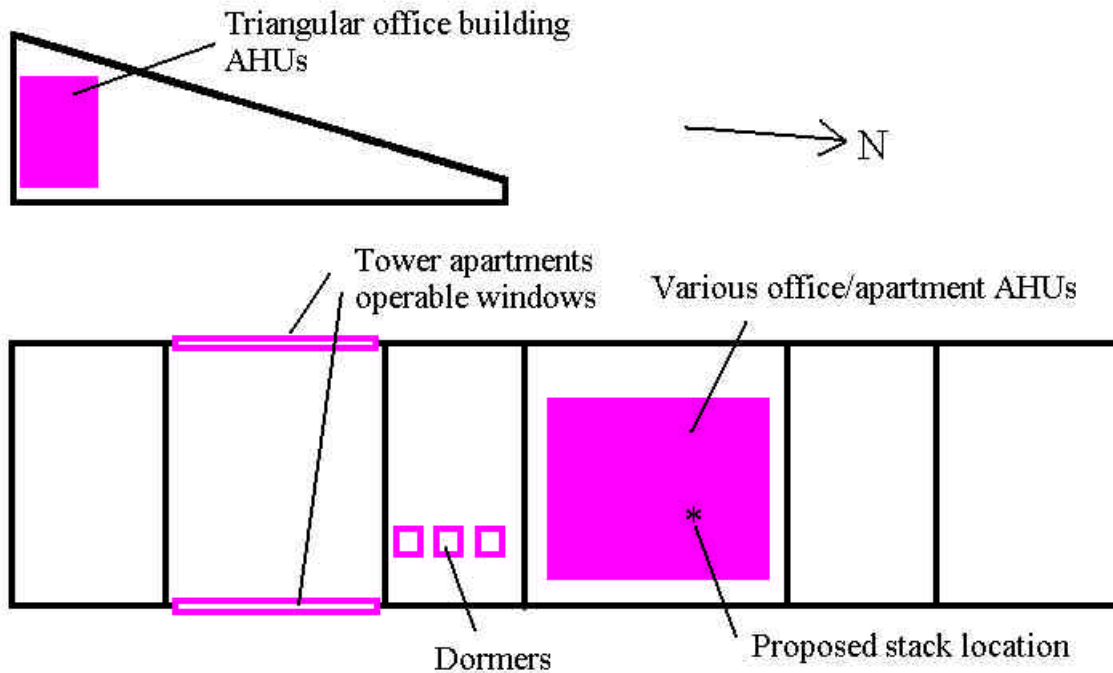 Triangular office building
AHUs
N
Tower apartments
operable windows
Various office/apartment AHUs
*
Dormers
Proposed stack location